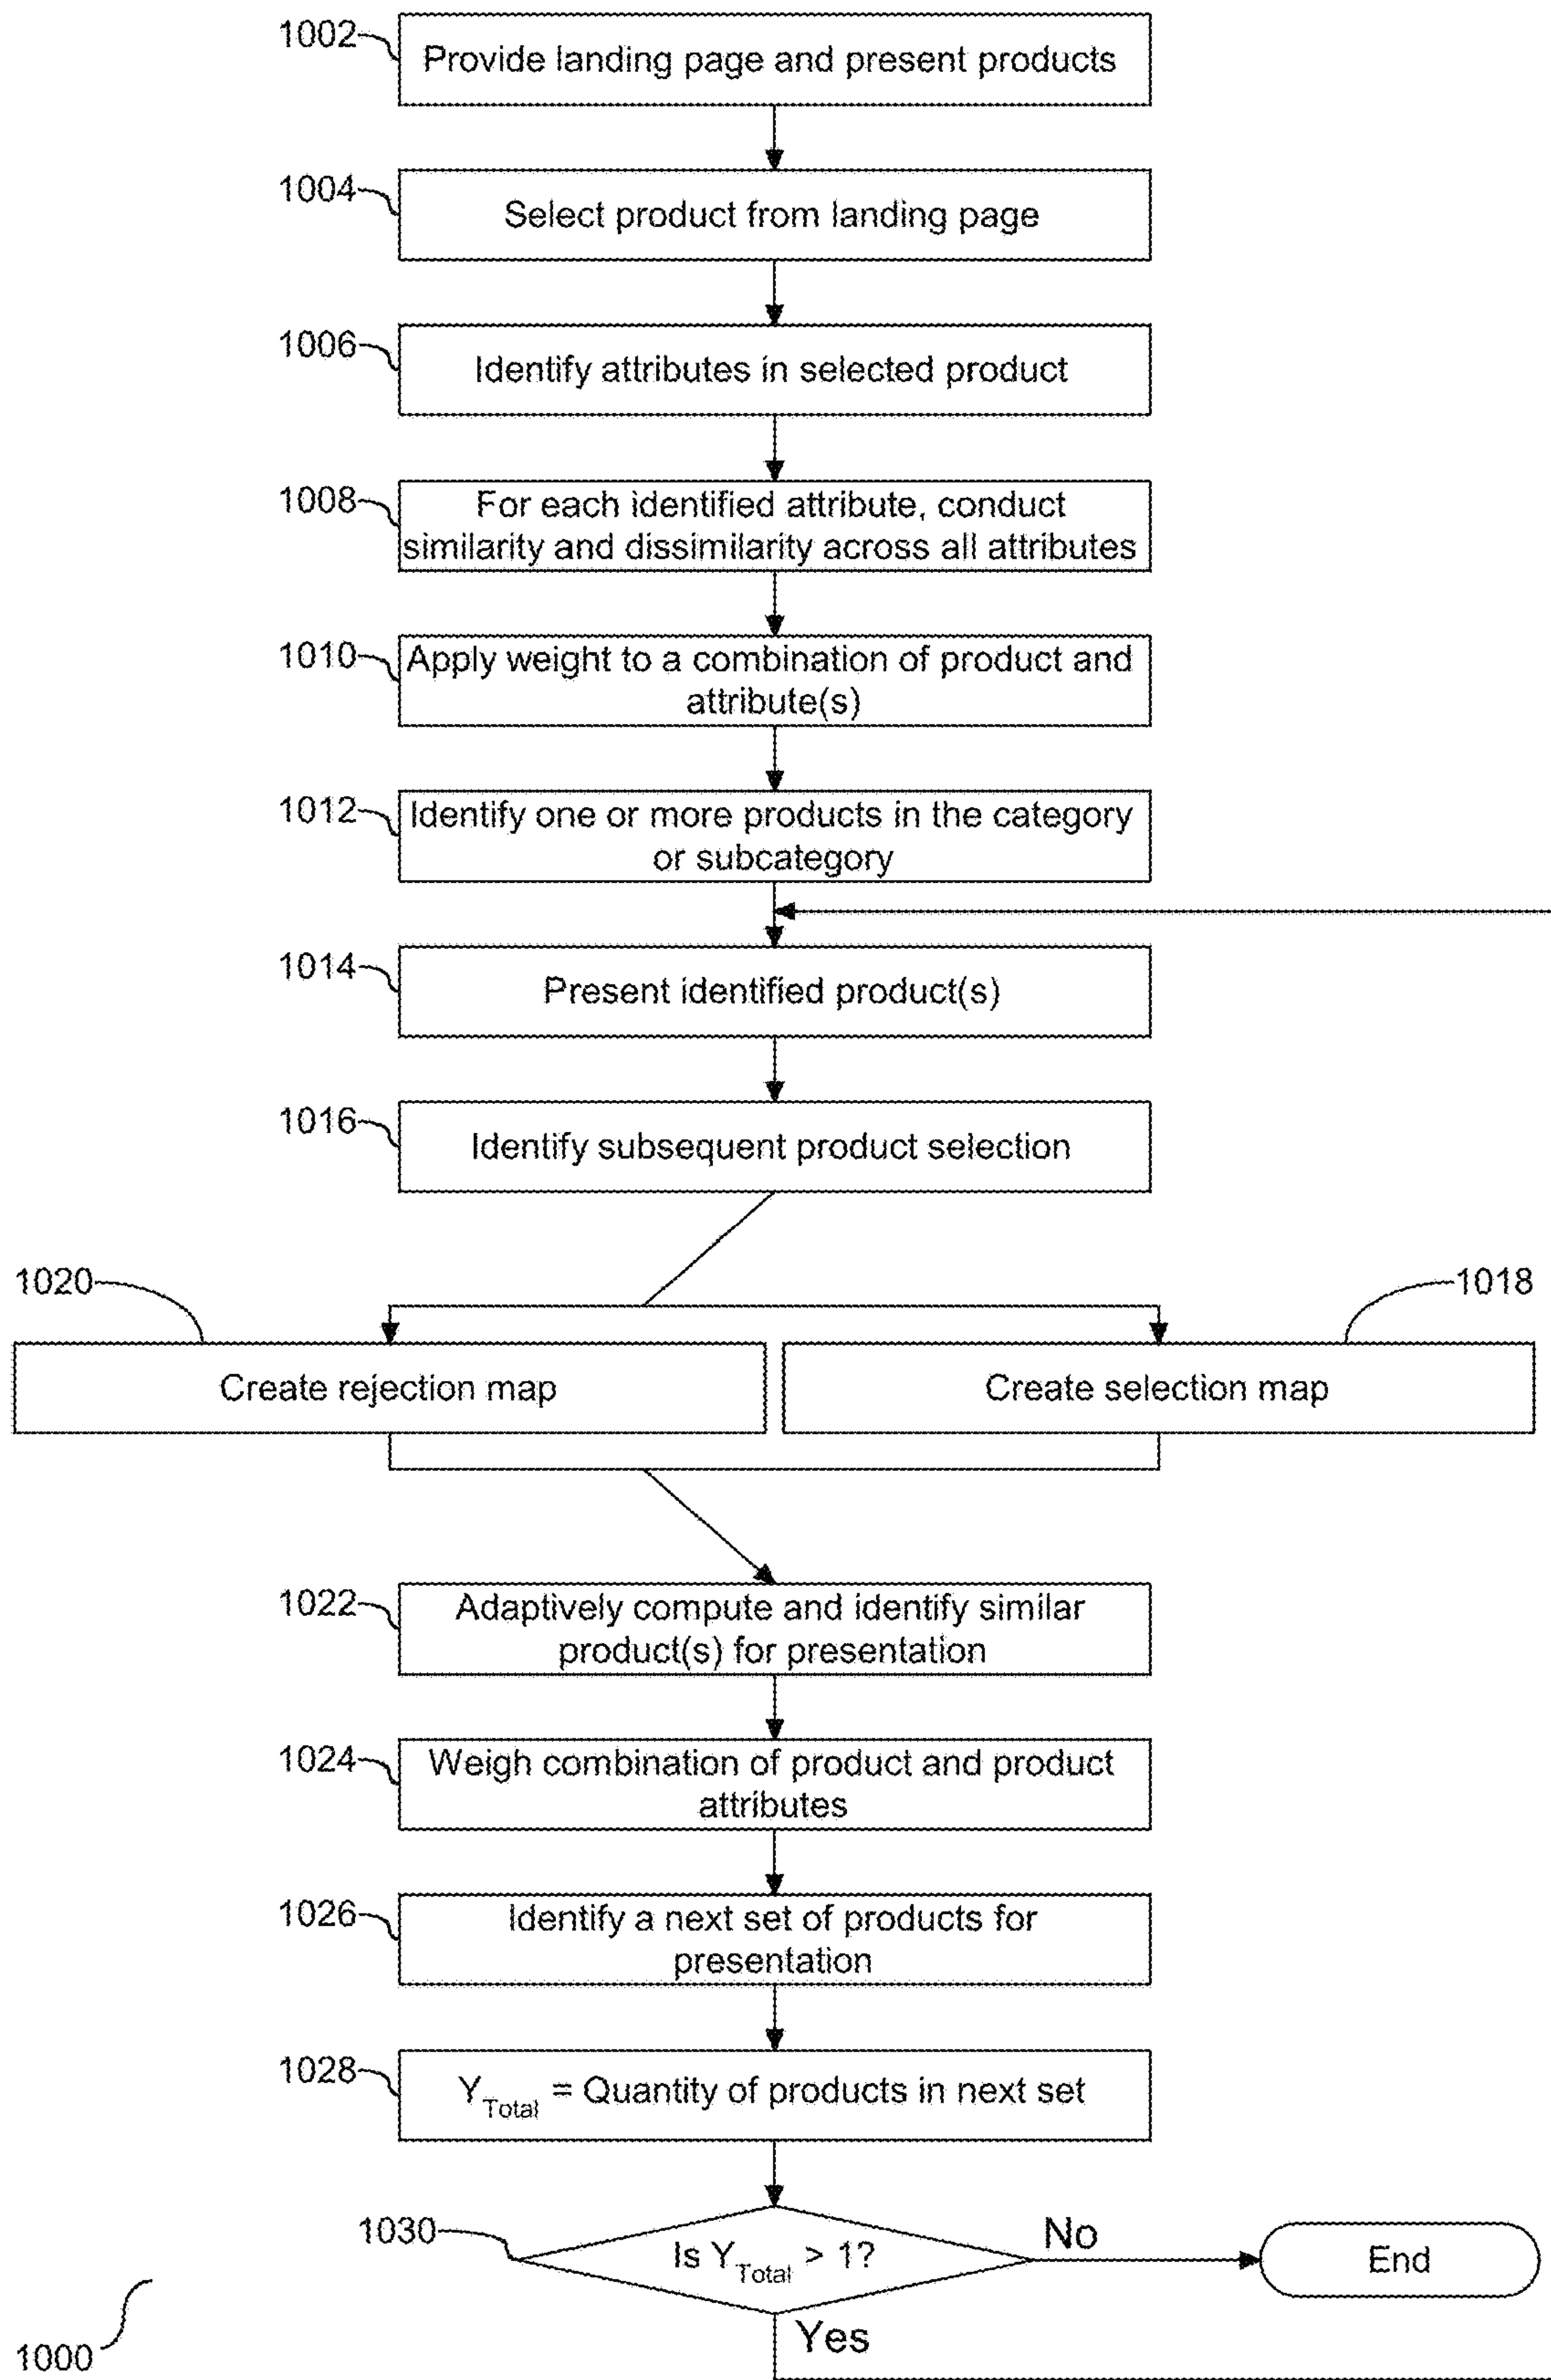 1002
Provide landing page and present products
1004
Select product from landing page
1006
Identify attributes in selected product
1008
For each identified attribute, conduct
similarity and dissimilarity across all attributes
1010
Apply weight to a combination of product and
attribute(s)
1012
Identify one or more products in the category
or subcategory
1014
Present identified product(s)
1016
Identify subsequent product selection
1020
1018
Create rejection map
Create selection map
1022
Adaptively compute and identify similar
product(s) for presentation
1024
Weigh combination of product and product
attributes
1026
Identify a next set of products for
presentation
1028
Y_Total = Quantity of products in next set
1030
Is Y_Total > 1?
No
End
Yes
1000